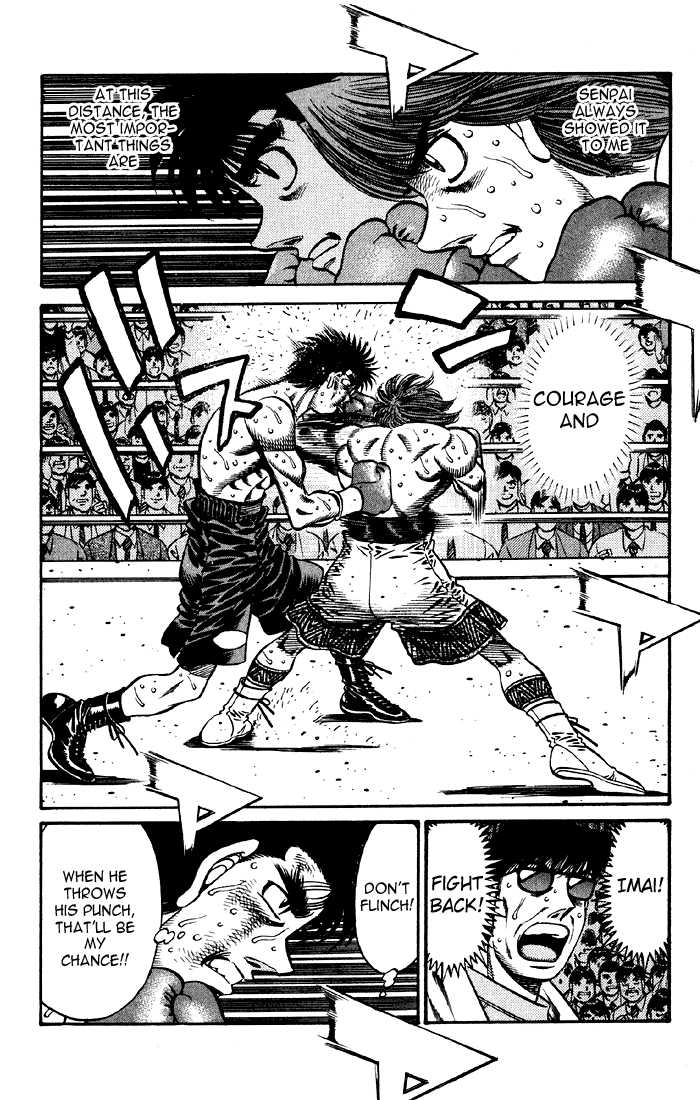 SENPAI
ALWAYS
SHOWED IT
TO ME
AT THIS
DISTANCE, THE
MOST IMPOR-
TANT THINGS
ARE
COURAGE
AND
IMAI!
FIGHT
BACK!
DON'T
FLINCH!
WHEN HE
THROWS
HIS PUNCH,
THAT'LL BE
MY
CHANCE!!